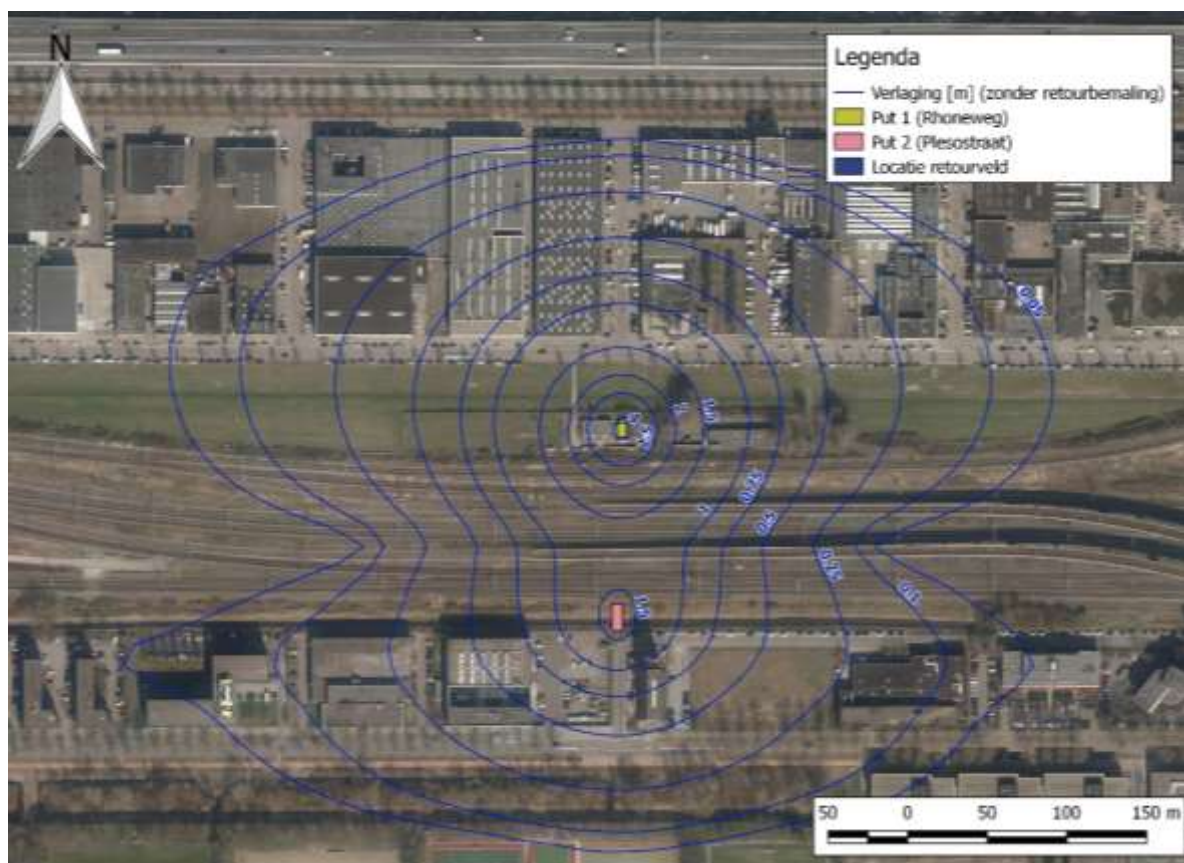 N
Legenda
Verlaging [m] (zonder retourbemaling)
Put 1 (Rhoneweg)
Put 2 (Plesostraat)
Locatie retourveld
0.05
1.0
0.75
0.5
0.25
0.1
1.0
50 0 50 100 150 m